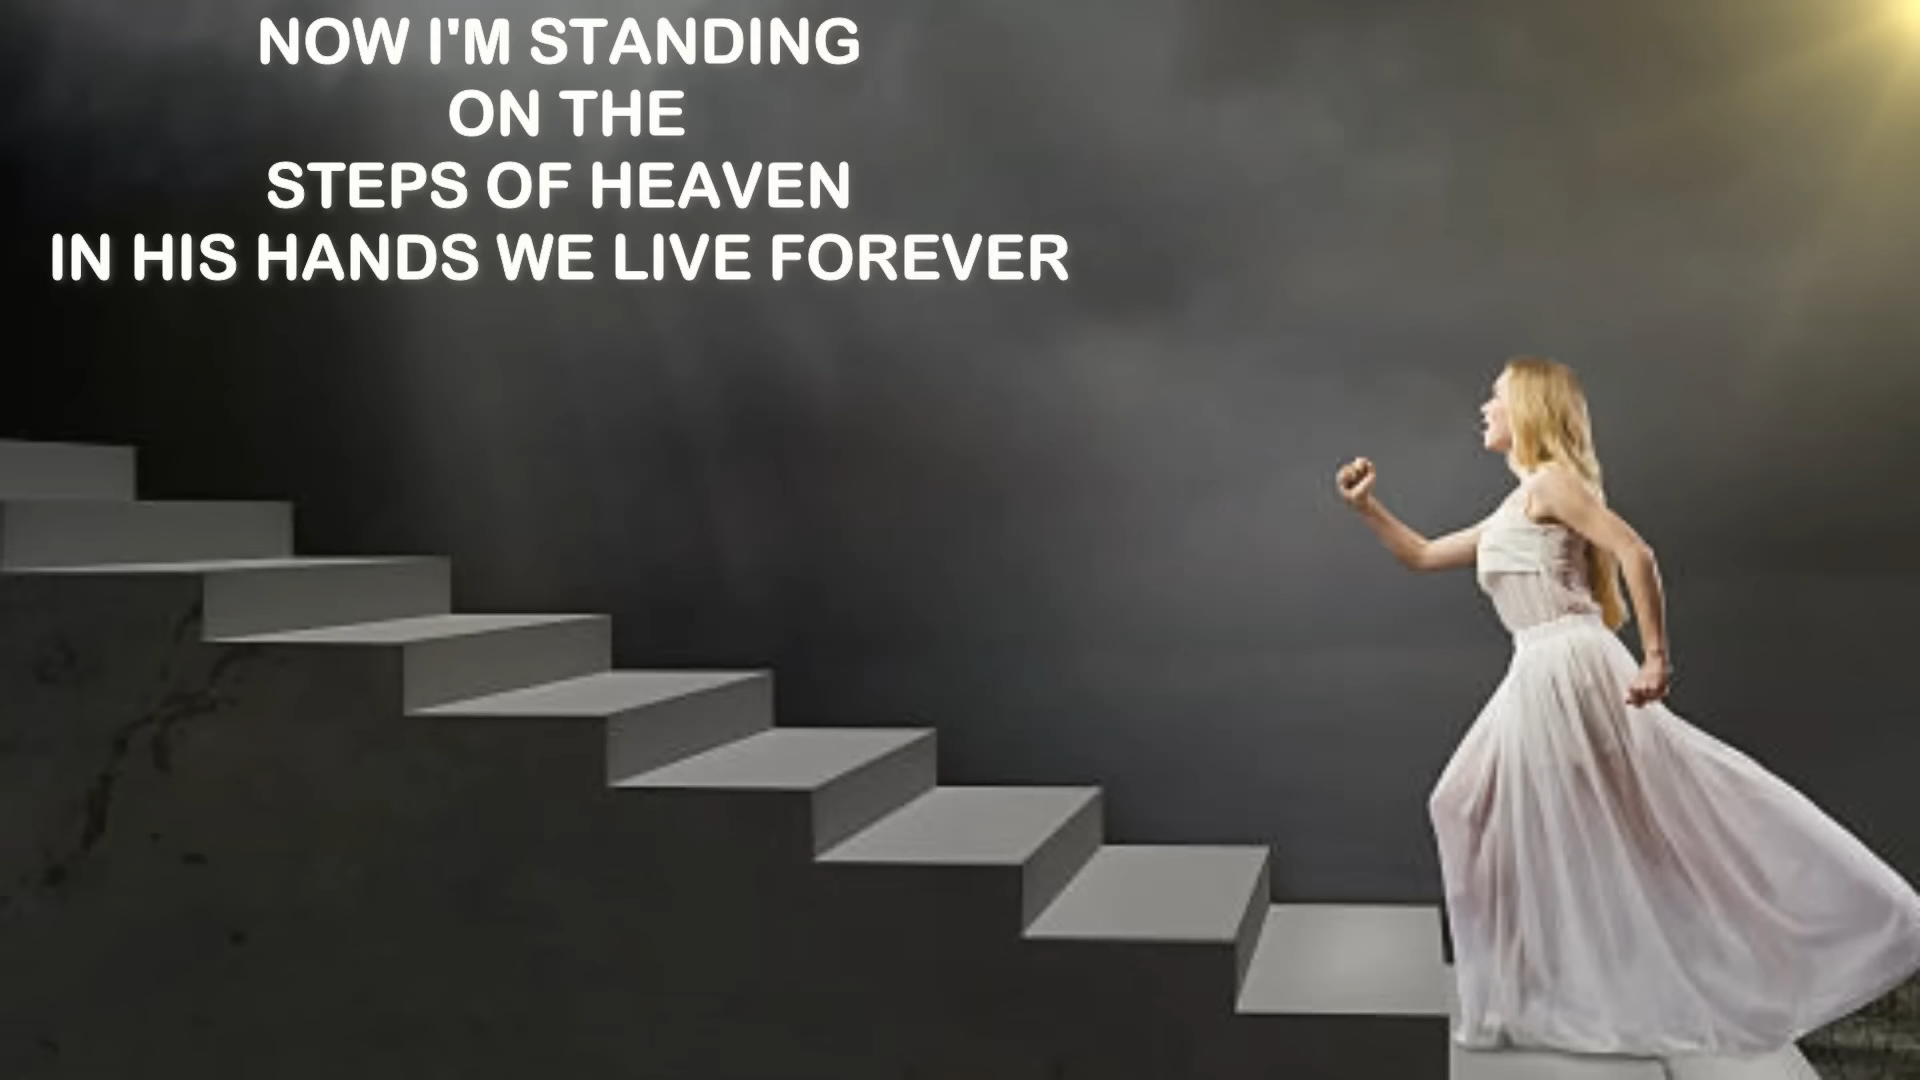 NOW I'M STANDING
ON THE
STEPS OF HEAVEN
IN HIS HANDS WE LIVE FOREVER